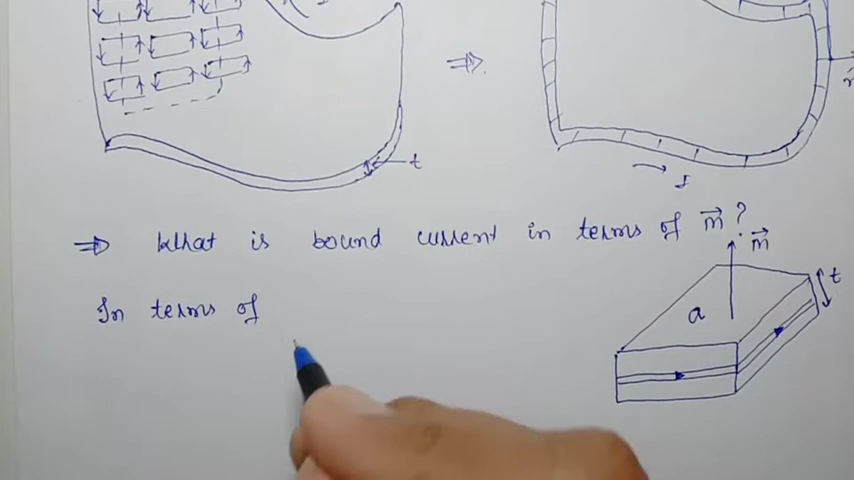 t
I
n
⇒ What is bound current in terms of m⃗ ?
m⃗
t
In terms of
a